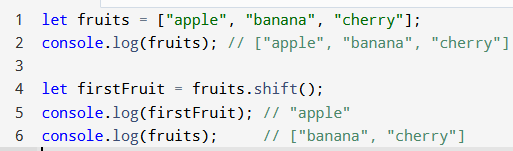 1 let fruits = ["apple", "banana", "cherry"];
2 console.log(fruits); // ["apple", "banana", "cherry"]
3
4 let firstFruit = fruits.shift();
5 console.log(firstFruit); // "apple"
6 console.log(fruits);     // ["banana", "cherry"]